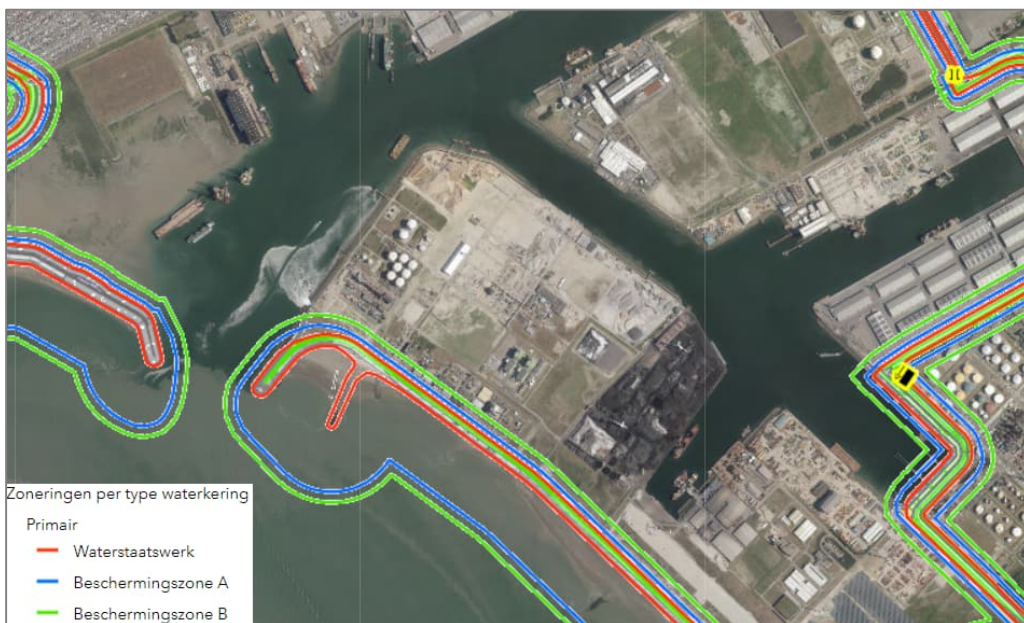 Zoneringen per type waterkering
Primair
Waterstaatswerk
Beschermingszone A
Beschermingszone B